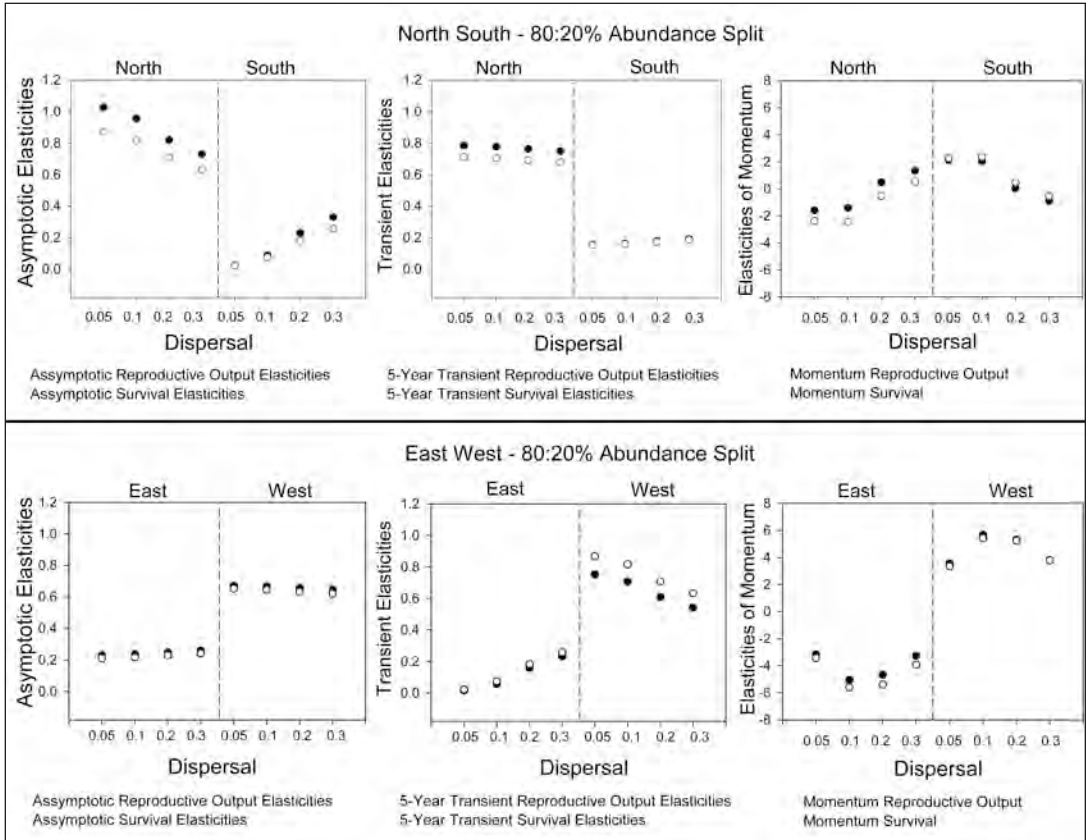 North South - 80:20% Abundance Split
North South
Asymptotic Elasticities
1.2
1.0
0.8
0.6
0.4
0.2
0.0
0.05 0.1 0.2 0.3 0.05 0.1 0.2 0.3
Dispersal
Assymptotic Reproductive Output Elasticities
Assymptotic Survival Elasticities
North South
Transient Elasticities
1.2
1.0
0.8
0.6
0.4
0.2
0.0
0.05 0.1 0.2 0.3 0.05 0.1 0.2 0.3
Dispersal
5-Year Transient Reproductive Output Elasticities
5-Year Transient Survival Elasticities
North South
Elasticities of Momentum
8
6
4
2
0
-2
-4
-6
-8
0.05 0.1 0.2 0.3 0.05 0.1 0.2 0.3
Dispersal
Momentum Reproductive Output
Momentum Survival
East West - 80:20% Abundance Split
East West
Asymptotic Elasticities
1.2
1.0
0.8
0.6
0.4
0.2
0.0
0.05 0.1 0.2 0.3 0.05 0.1 0.2 0.3
Dispersal
Assymptotic Reproductive Output Elasticities
Assymptotic Survival Elasticities
East West
Transient Elasticities
1.2
1.0
0.8
0.6
0.4
0.2
0.0
0.05 0.1 0.2 0.3 0.05 0.1 0.2 0.3
Dispersal
5-Year Transient Reproductive Output Elasticities
5-Year Transient Survival Elasticities
East West
Elasticities of Momentum
8
6
4
2
0
-2
-4
-6
-8
0.05 0.1 0.2 0.3 0.05 0.1 0.2 0.3
Dispersal
Momentum Reproductive Output
Momentum Survival